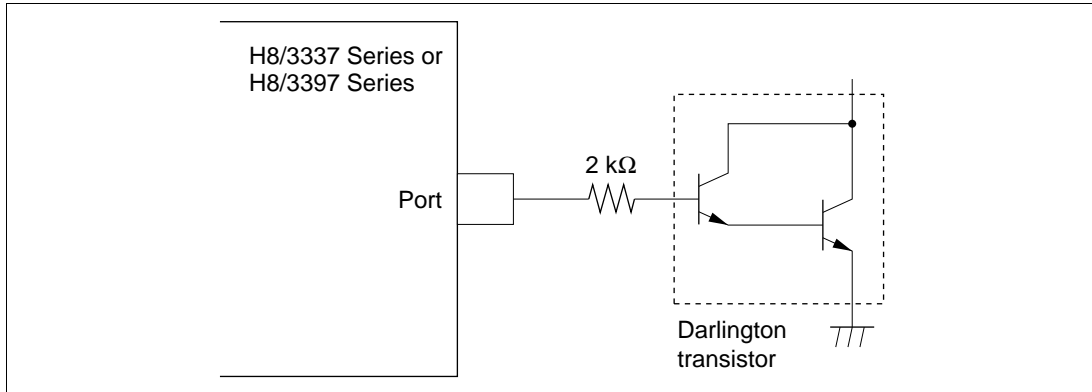 H8/3337 Series or
H8/3397 Series
Port
2 kΩ
Darlington
transistor